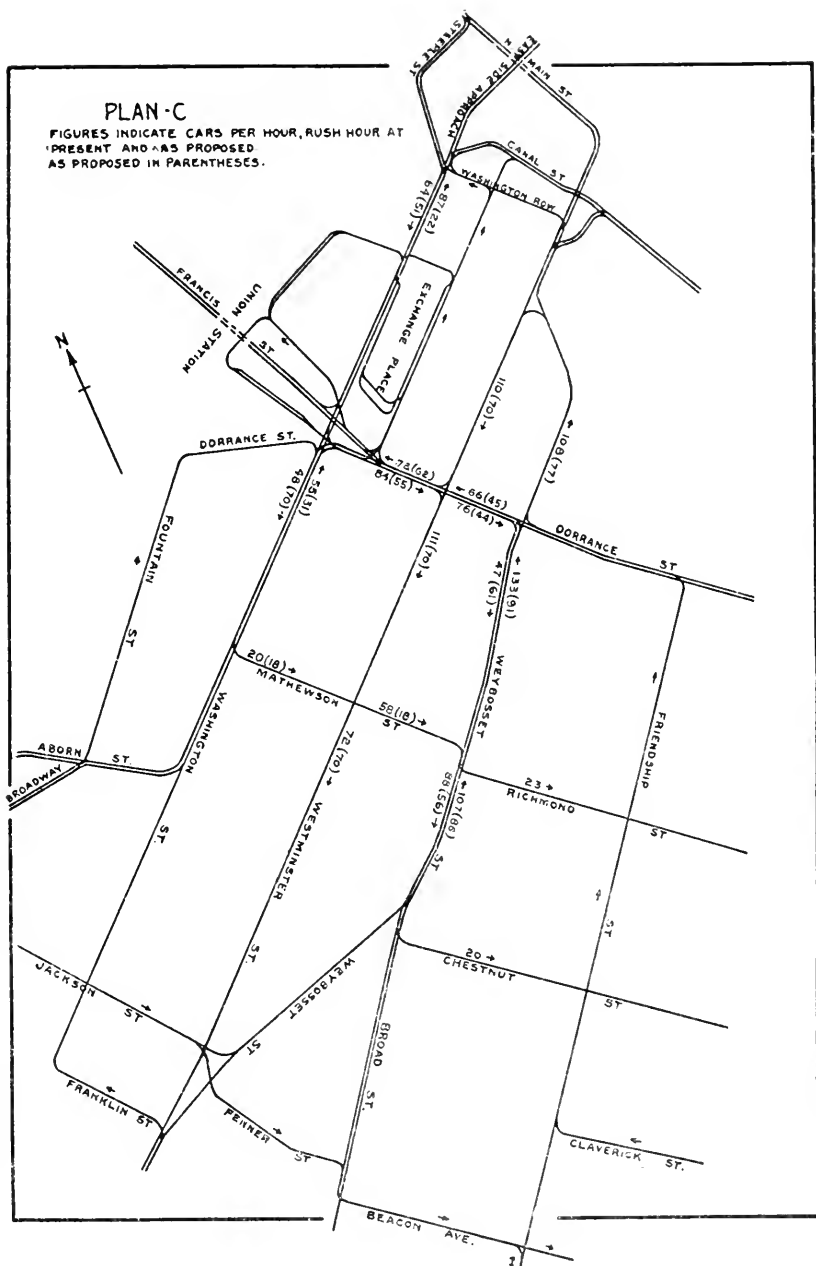 PLAN-C
FIGURES INDICATE CARS PER HOUR, RUSH HOUR AT
PRESENT AND AS PROPOSED
AS PROPOSED IN PARENTHESES.
N
STEEPLE ST.
EAST SIDE APPROACH
N MAIN ST
CANAL ST
WASHINGTON ROW
64(51)→
←87(22)
FRANCIS ST
UNION STATION
EXCHANGE PLACE
N
DORRANCE ST.
110(70)→
←108(77)
←78(62)
84(55)→
←66(45)
76(44)→
48(70)→
←55(31)
111(70)→
DORRANCE ST
FOUNTAIN ST
47(61)→
←133(91)
WEYBOSSET ST
20(18)→
MATHEWSON ST
58(18)→
WASHINGTON ST.
FRIENDSHIP ST
ABORN ST.
BROADWAY
72(70)→
WESTMINSTER ST.
23→
RICHMOND ST
88(56)→
←107(86)
20→
CHESTNUT ST
JACKSON ST
WEYBOSSET ST
BROAD ST.
FRANKLIN ST
PENNER ST
CLAVERICK ST.
BEACON AVE.